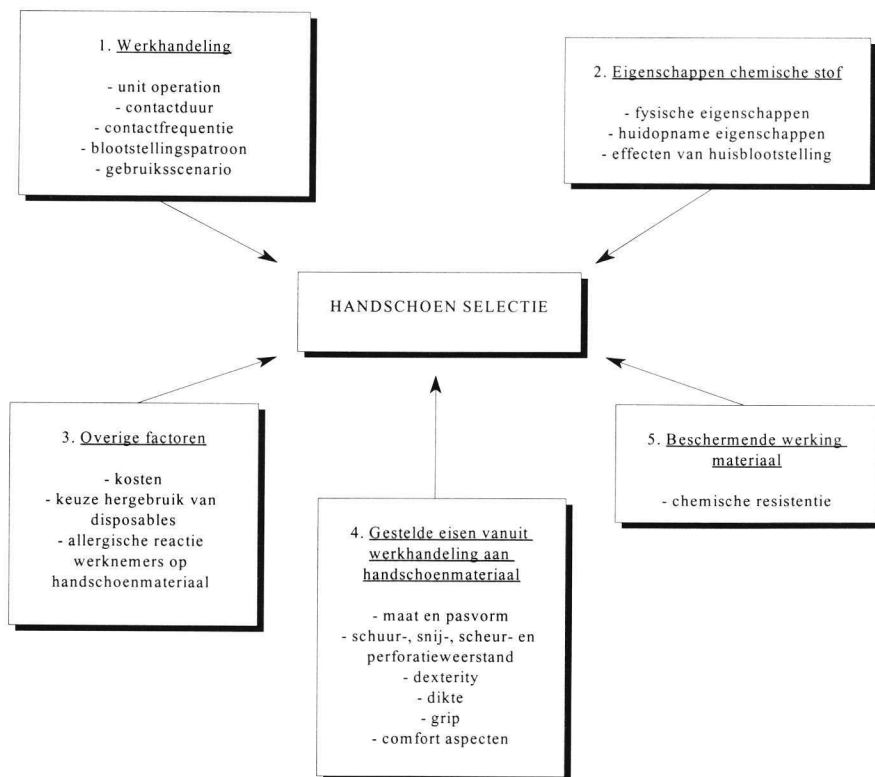 1. Werkhandeling
- unit operation
- contactduur
- contactfrequentie
- blootstellingspatroon
- gebruiksscenario
2. Eigenschappen chemische stof
- fysische eigenschappen
- huidopname eigenschappen
- effecten van huisblootstelling
HANDSCHOEN SELECTIE
3. Overige factoren
- kosten
- keuze hergebruik van
disposables
- allergische reactie
werknemers op
handschoenmateriaal
4. Gestelde eisen vanuit
werkhandeling aan
handschoenmateriaal
- maat en pasvorm
- schuur-, snij-, scheur- en
perforatieweerstand
- dexterity
- dikte
- grip
- comfort aspecten
5. Beschermende werking
materiaal
- chemische resistentie